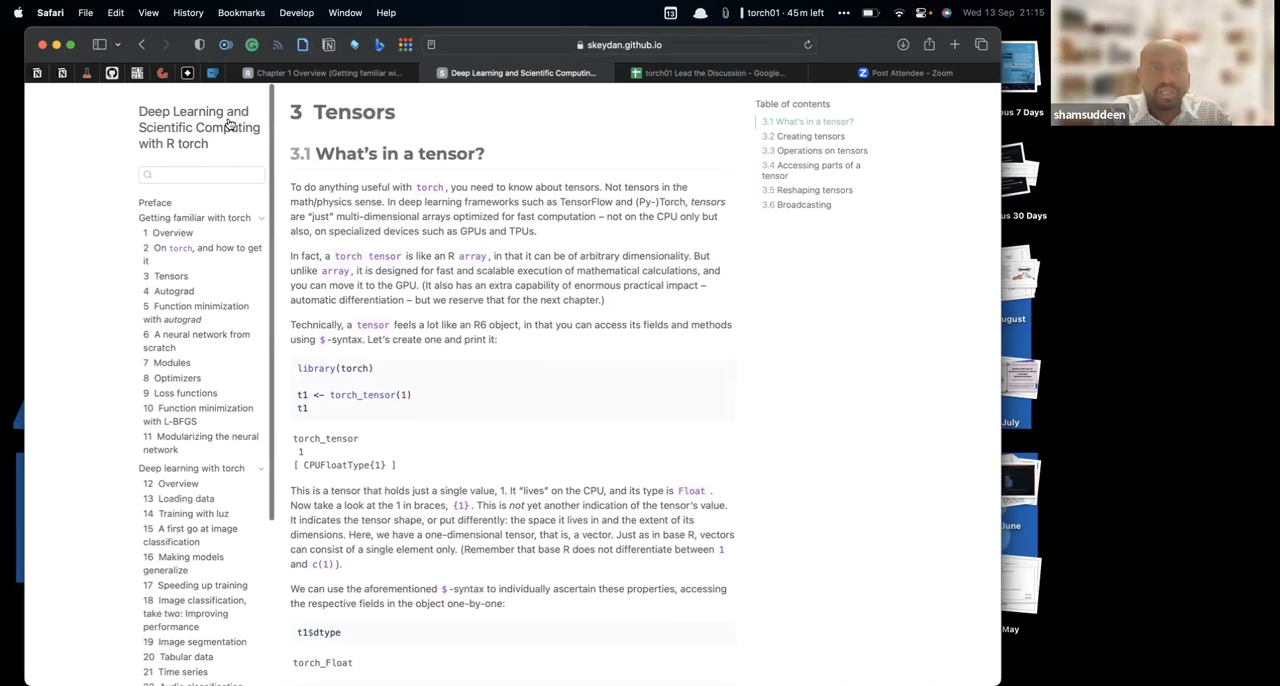 Safari File Edit View History Bookmarks Develop Window Help
13 torch01 · 45m left ••• Wed 13 Sep 21:15
skeydan.github.io
Chapter 1 Overview (Getting familiar wi...
Deep Learning and Scientific Computin...
torch01 Lead the Discussion - Google...
Post Attendee - Zoom
Deep Learning and
Scientific Computing
with R torch
Preface
Getting familiar with torch
1 Overview
2 On torch, and how to get
it
3 Tensors
4 Autograd
5 Function minimization
with autograd
6 A neural network from
scratch
7 Modules
8 Optimizers
9 Loss functions
10 Function minimization
with L-BFGS
11 Modularizing the neural
network
Deep learning with torch
12 Overview
13 Loading data
14 Training with luz
15 A first go at image
classification
16 Making models
generalize
17 Speeding up training
18 Image classification,
take two: Improving
performance
19 Image segmentation
20 Tabular data
21 Time series
3 Tensors
3.1 What's in a tensor?
To do anything useful with torch, you need to know about tensors. Not tensors in the
math/physics sense. In deep learning frameworks such as TensorFlow and (Py-)Torch, tensors
are “just” multi-dimensional arrays optimized for fast computation – not on the CPU only but
also, on specialized devices such as GPUs and TPUs.
In fact, a torch tensor is like an R array, in that it can be of arbitrary dimensionality. But
unlike array, it is designed for fast and scalable execution of mathematical calculations, and
you can move it to the GPU. (It also has an extra capability of enormous practical impact –
automatic differentiation – but we reserve that for the next chapter.)
Technically, a tensor feels a lot like an R6 object, in that you can access its fields and methods
using $-syntax. Let's create one and print it:
library(torch)
t1 <- torch_tensor(1)
t1
torch_tensor
1
[ CPUFloatType{1} ]
This is a tensor that holds just a single value, 1. It “lives” on the CPU, and its type is Float .
Now take a look at the 1 in braces, {1}. This is not yet another indication of the tensor's value.
It indicates the tensor shape, or put differently: the space it lives in and the extent of its
dimensions. Here, we have a one-dimensional tensor, that is, a vector. Just as in base R, vectors
can consist of a single element only. (Remember that base R does not differentiate between 1
and c(1)).
We can use the aforementioned $-syntax to individually ascertain these properties, accessing
the respective fields in the object one-by-one:
t1$dtype
torch_Float
Table of contents
3.1 What's in a tensor?
3.2 Creating tensors
3.3 Operations on tensors
3.4 Accessing parts of a
tensor
3.5 Reshaping tensors
3.6 Broadcasting
shamsuddeen
us 7 Days
us 30 Days
ugust
July
June
May